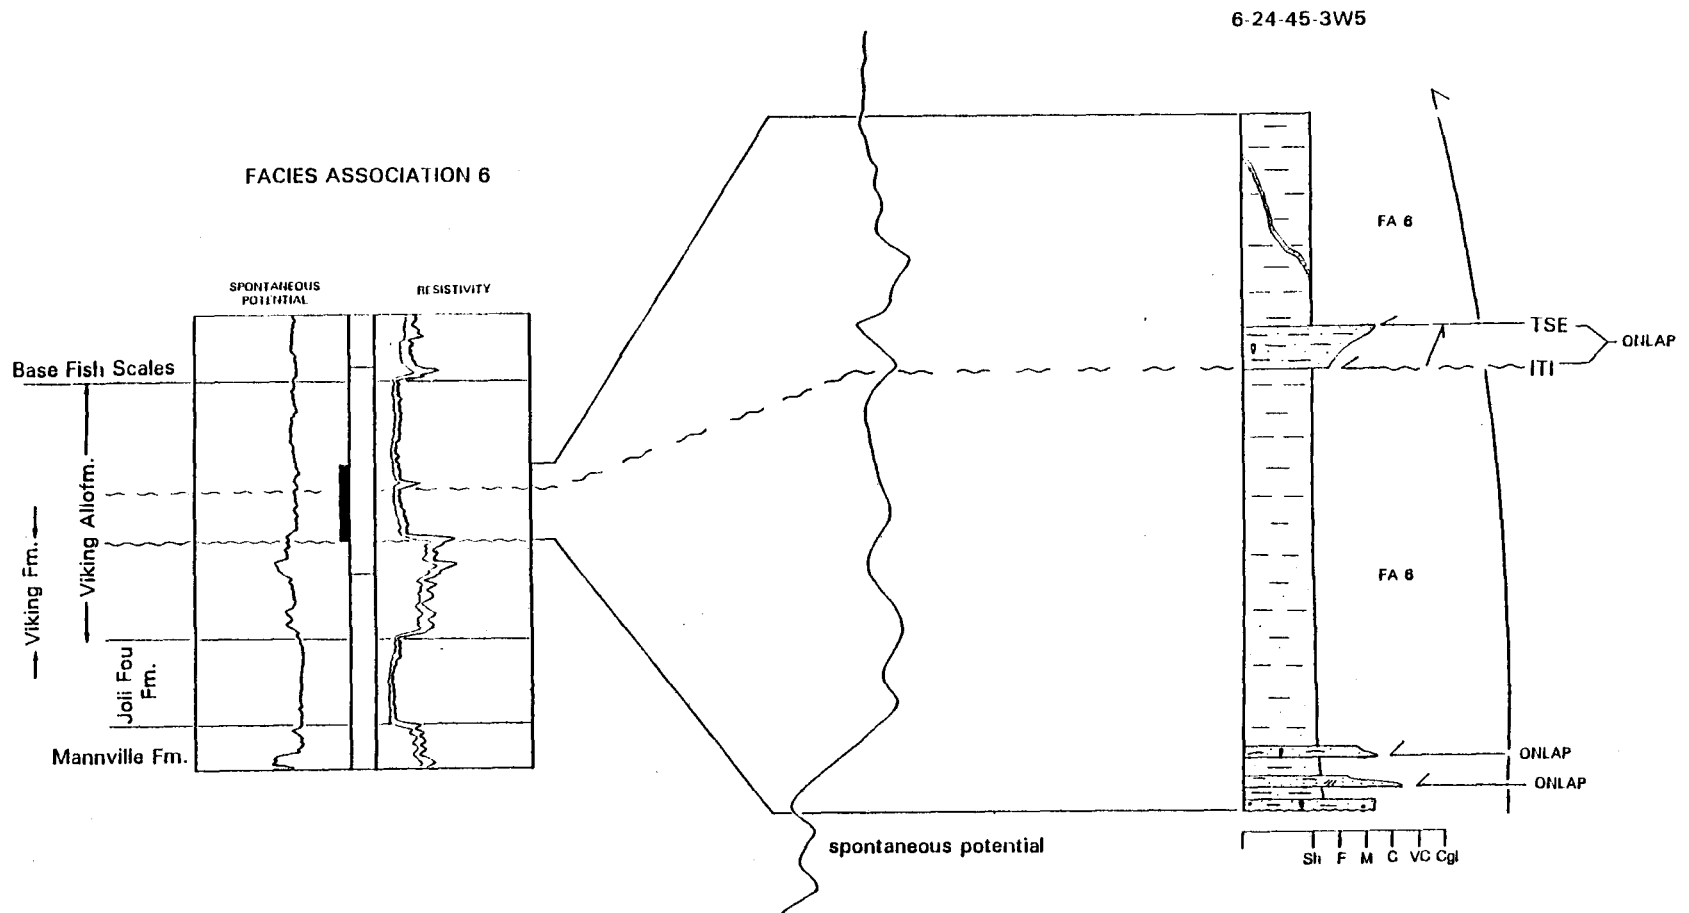 6-24-45-3W5
FACIES ASSOCIATION 6
SPONTANEOUS
POTENTIAL
RESISTIVITY
Base Fish Scales
Viking Fm.
Viking Allofm.
Joli Fou
Fm.
Mannville Fm.
FA 6
TSE
ONLAP
ITI
FA 6
ONLAP
ONLAP
spontaneous potential
Sh F M C VC Cgl